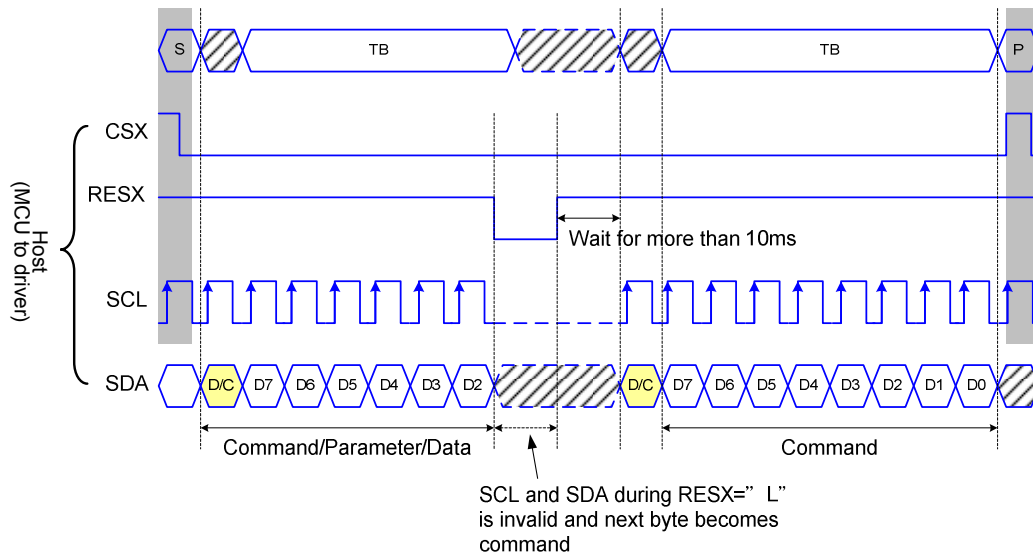 S TB TB P
CSX
RESX
Wait for more than 10ms
Host
(MCU to driver)
SCL
SDA D/C D7 D6 D5 D4 D3 D2 D/C D7 D6 D5 D4 D3 D2 D1 D0
Command/Parameter/Data Command
SCL and SDA during RESX=” L”
is invalid and next byte becomes
command